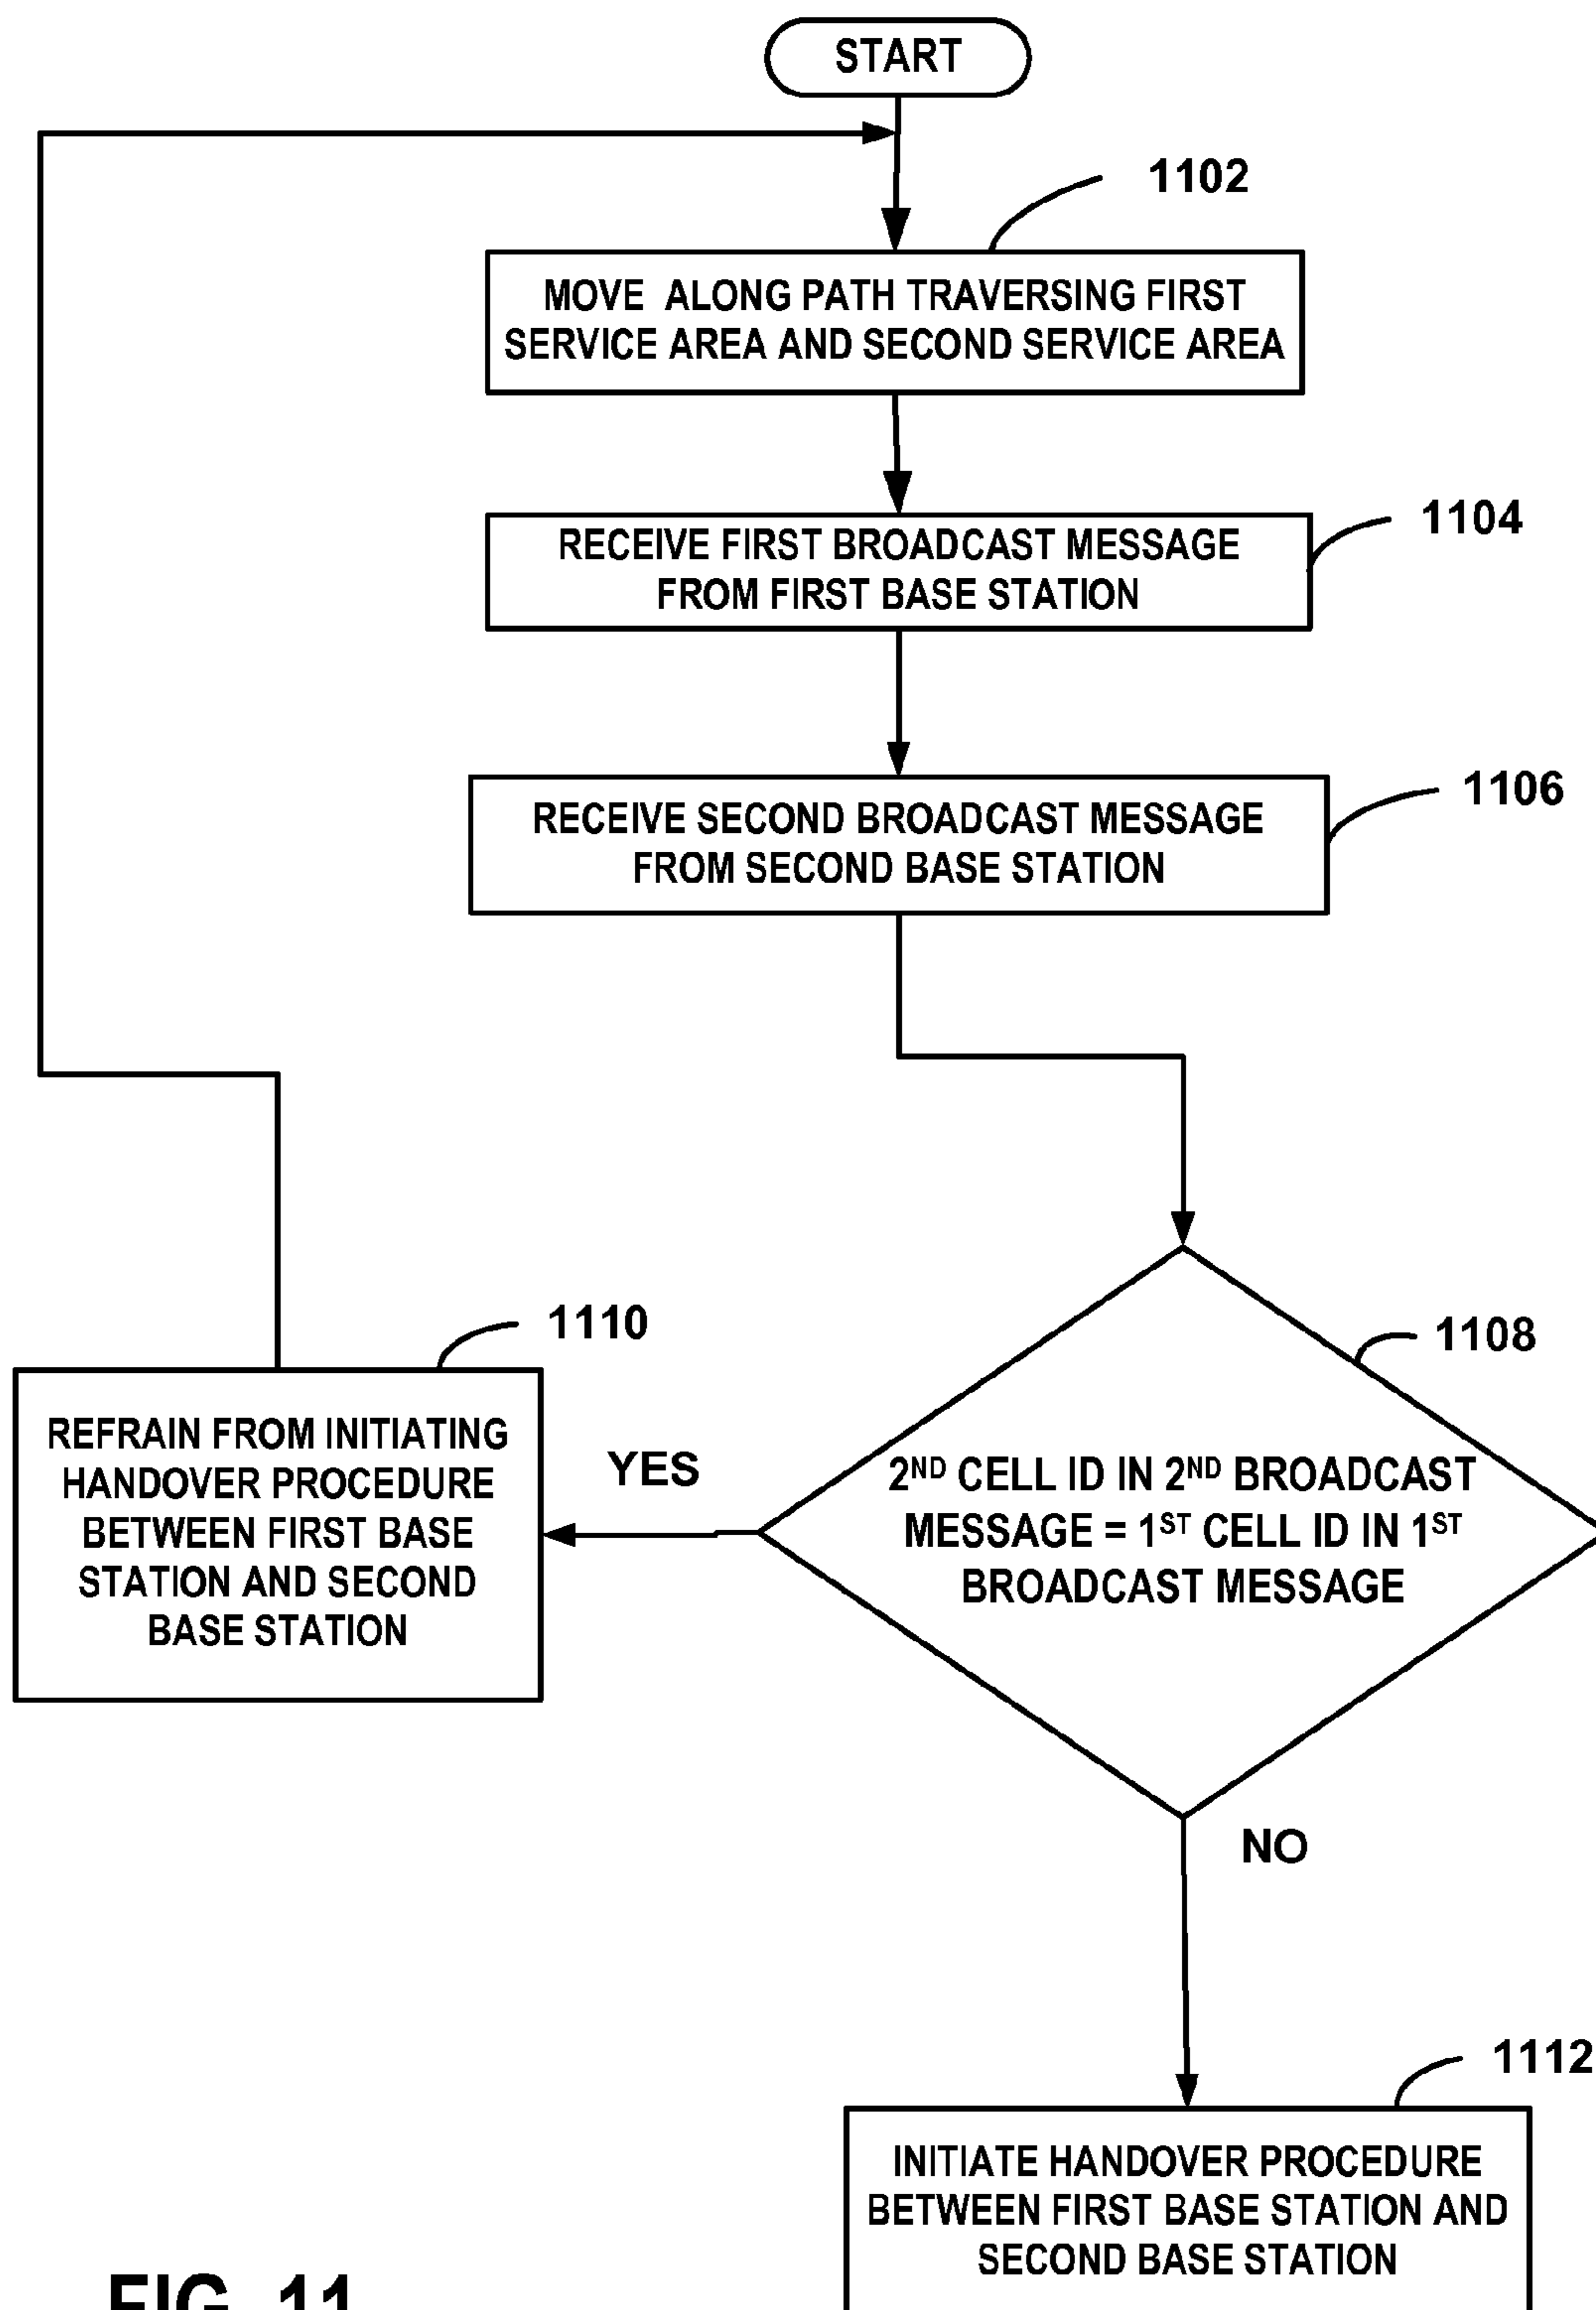 START
1102
MOVE ALONG PATH TRAVERSING FIRST
SERVICE AREA AND SECOND SERVICE AREA
1104
RECEIVE FIRST BROADCAST MESSAGE
FROM FIRST BASE STATION
1106
RECEIVE SECOND BROADCAST MESSAGE
FROM SECOND BASE STATION
1108
2ND CELL ID IN 2ND BROADCAST
MESSAGE = 1ST CELL ID IN 1ST
BROADCAST MESSAGE
YES
1110
REFRAIN FROM INITIATING
HANDOVER PROCEDURE
BETWEEN FIRST BASE
STATION AND SECOND
BASE STATION
NO
1112
INITIATE HANDOVER PROCEDURE
BETWEEN FIRST BASE STATION AND
SECOND BASE STATION
FIG. 11